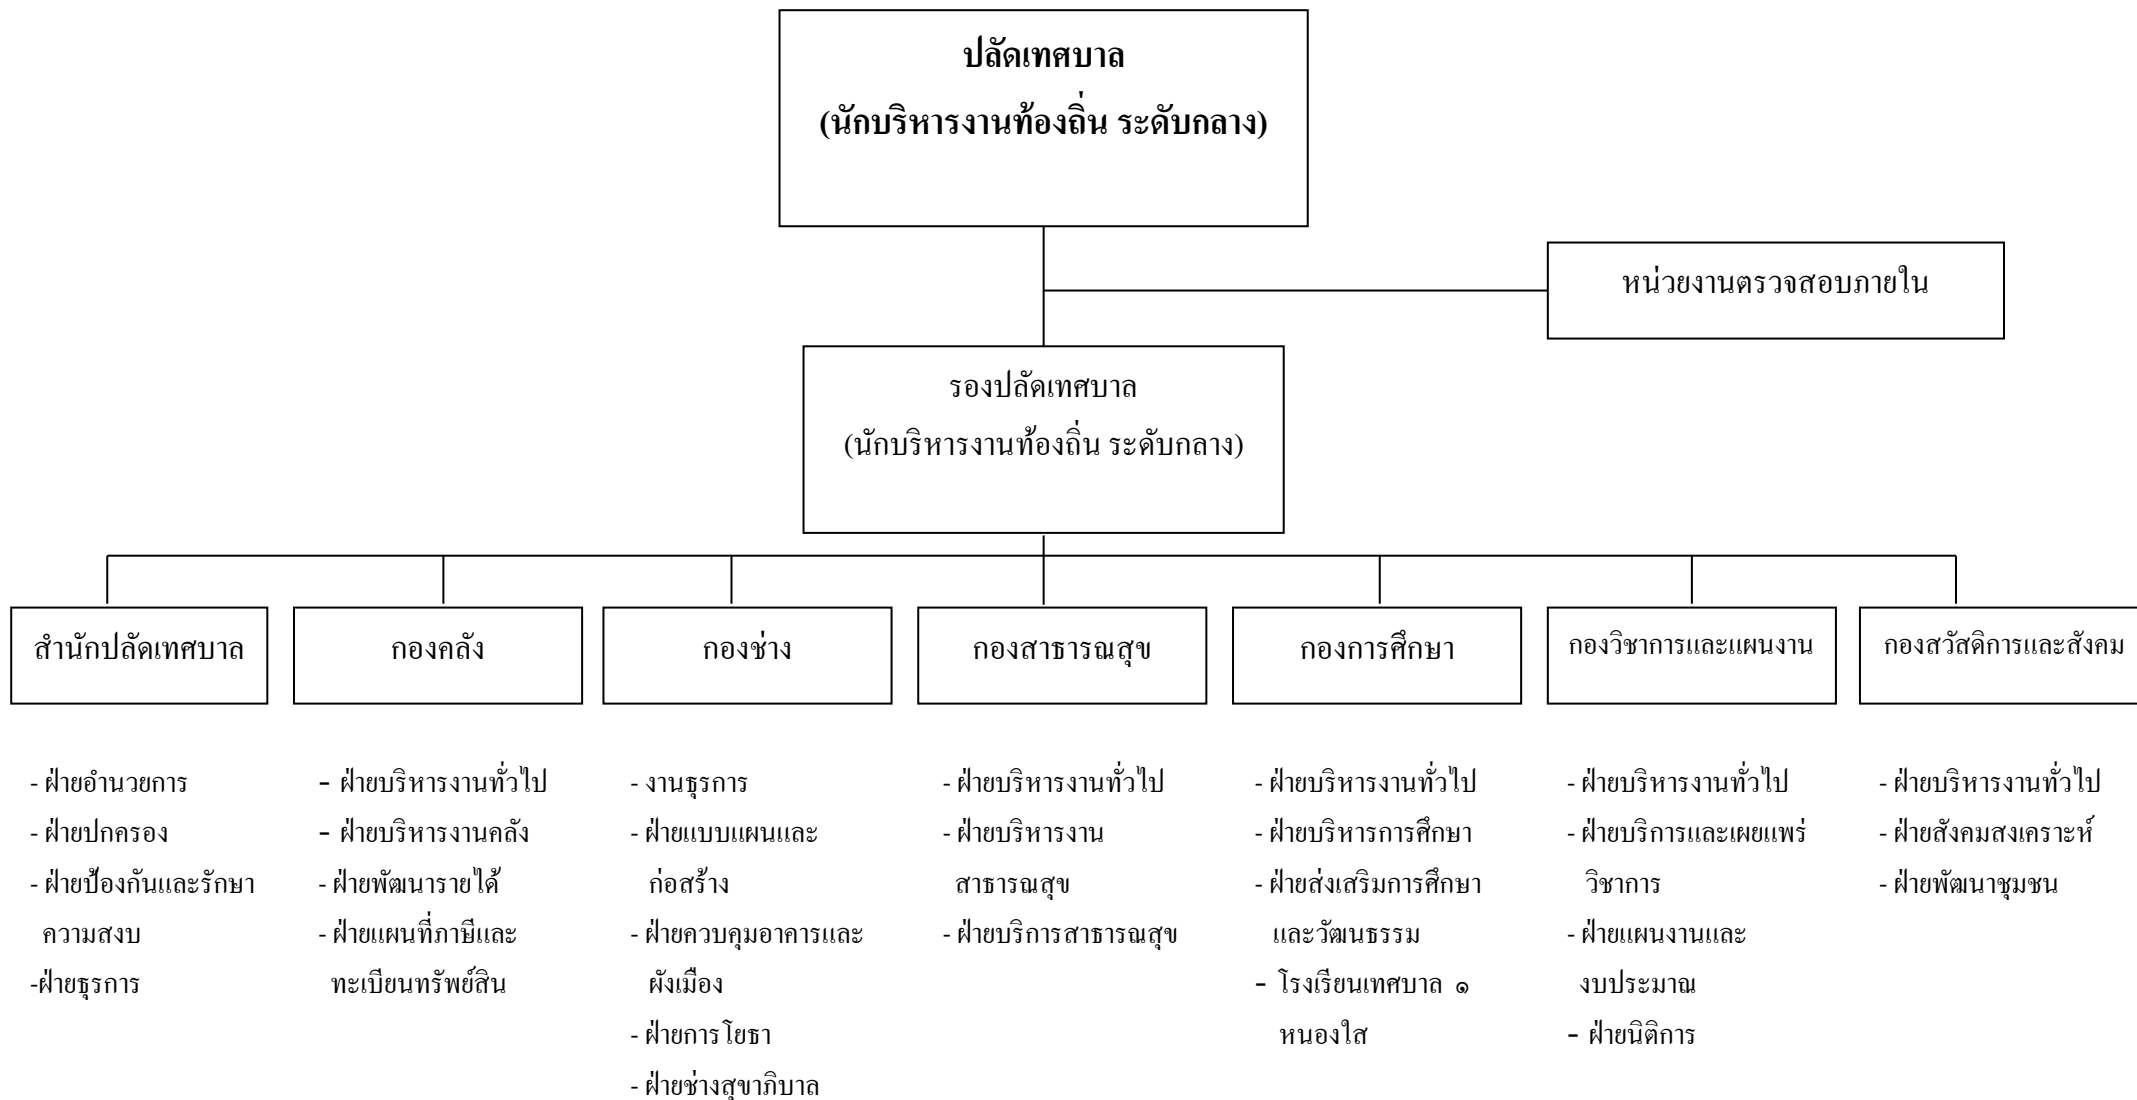 ปลัดเทศบาล
(นักบริหารงานท้องถิ่น ระดับกลาง)
หน่วยงานตรวจสอบภายใน
รองปลัดเทศบาล
(นักบริหารงานท้องถิ่น ระดับกลาง)
สำนักปลัดเทศบาล
กองคลัง
กองช่าง
กองสาธารณสุข
กองการศึกษา
กองวิชาการและแผนงาน
กองสวัสดิการและสังคม
- ฝ่ายอำนวยการ
- ฝ่ายปกครอง
- ฝ่ายป้องกันและรักษา
ความสงบ
-ฝ่ายธุรการ
- ฝ่ายบริหารงานทั่วไป
- ฝ่ายบริหารงานคลัง
- ฝ่ายพัฒนารายได้
- ฝ่ายแผนที่ภาษีและ
ทะเบียนทรัพย์สิน
- งานธุรการ
- ฝ่ายแบบแผนและ
ก่อสร้าง
- ฝ่ายควบคุมอาคารและ
ผังเมือง
- ฝ่ายการโยธา
- ฝ่ายช่างสุขาภิบาล
- ฝ่ายบริหารงานทั่วไป
- ฝ่ายบริหารงาน
สาธารณสุข
- ฝ่ายบริการสาธารณสุข
- ฝ่ายบริหารงานทั่วไป
- ฝ่ายบริหารการศึกษา
- ฝ่ายส่งเสริมการศึกษา
และวัฒนธรรม
- โรงเรียนเทศบาล ๑
หนองใส
- ฝ่ายบริหารงานทั่วไป
- ฝ่ายบริการและเผยแพร่
วิชาการ
- ฝ่ายแผนงานและ
งบประมาณ
- ฝ่ายนิติการ
- ฝ่ายบริหารงานทั่วไป
- ฝ่ายสังคมสงเคราะห์
- ฝ่ายพัฒนาชุมชน